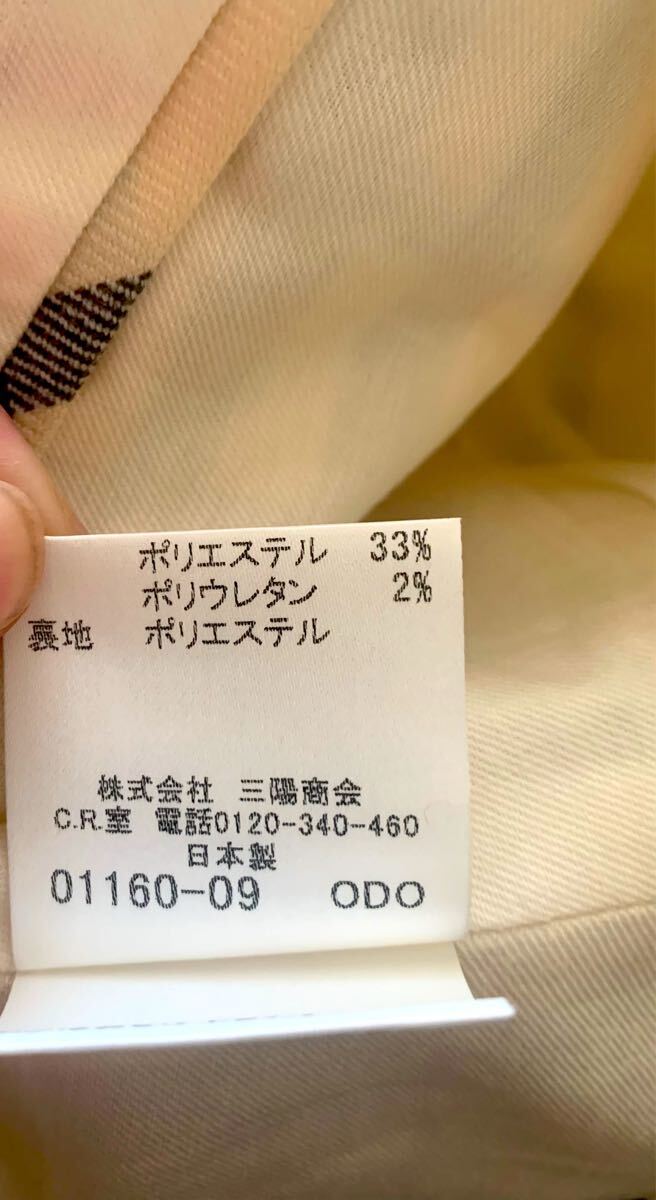 ポリエステル 33%
ポリウレタン 2%
裏地 ポリエステル
株式会社 三陽商会
C.R.室 電話0120-340-460
日本製
01160-09 ODO